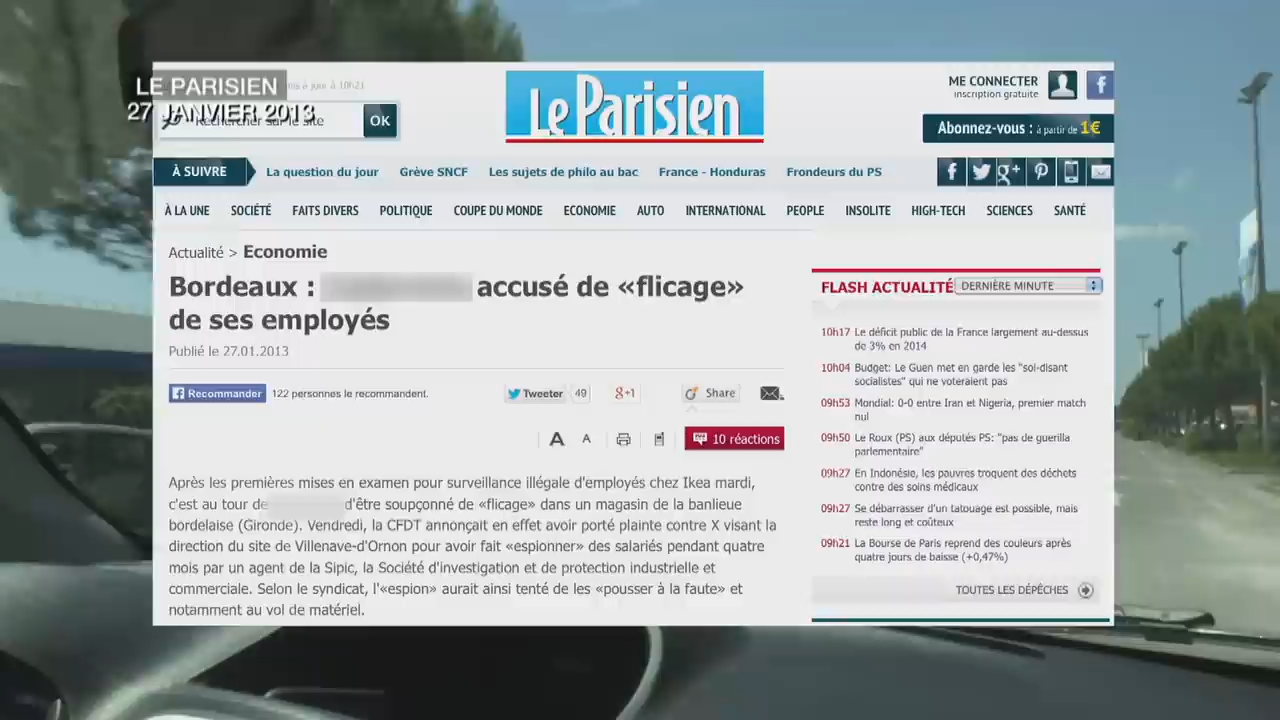 LE PARISIEN
27 JANVIER 2013
à jour à 10h21
Rechercher sur le site
OK
Le Parisien
ME CONNECTER
inscription gratuite
f
Abonnez-vous : à partir de 1€
À SUIVRE
La question du jour
Grève SNCF
Les sujets de philo au bac
France - Honduras
Frondeurs du PS
f
g+
À LA UNE
SOCIÉTÉ
FAITS DIVERS
POLITIQUE
COUPE DU MONDE
ECONOMIE
AUTO
INTERNATIONAL
PEOPLE
INSOLITE
HIGH-TECH
SCIENCES
SANTÉ
Actualité > Economie
Bordeaux : accusé de «flicage»
de ses employés
Publié le 27.01.2013
f Recommander
122 personnes le recommandent.
Tweeter
49
g+1
Share
A
A
10 réactions
Après les premières mises en examen pour surveillance illégale d'employés chez Ikea mardi,
c'est au tour de d'être soupçonné de «flicage» dans un magasin de la banlieue
bordelaise (Gironde). Vendredi, la CFDT annonçait en effet avoir porté plainte contre X visant la
direction du site de Villenave-d'Ornon pour avoir fait «espionner» des salariés pendant quatre
mois par un agent de la Sipic, la Société d'investigation et de protection industrielle et
commerciale. Selon le syndicat, l'«espion» aurait ainsi tenté de les «pousser à la faute» et
notamment au vol de matériel.
FLASH ACTUALITÉ
DERNIÈRE MINUTE
10h17 Le déficit public de la France largement au-dessus
de 3% en 2014
10h04 Budget: Le Guen met en garde les "soi-disant
socialistes" qui ne voteraient pas
09h53 Mondial: 0-0 entre Iran et Nigeria, premier match
nul
09h50 Le Roux (PS) aux députés PS: "pas de guerilla
parlementaire"
09h27 En Indonésie, les pauvres troquent des déchets
contre des soins médicaux
09h27 Se débarrasser d'un tatouage est possible, mais
reste long et coûteux
09h21 La Bourse de Paris reprend des couleurs après
quatre jours de baisse (+0,47%)
TOUTES LES DÉPÊCHES